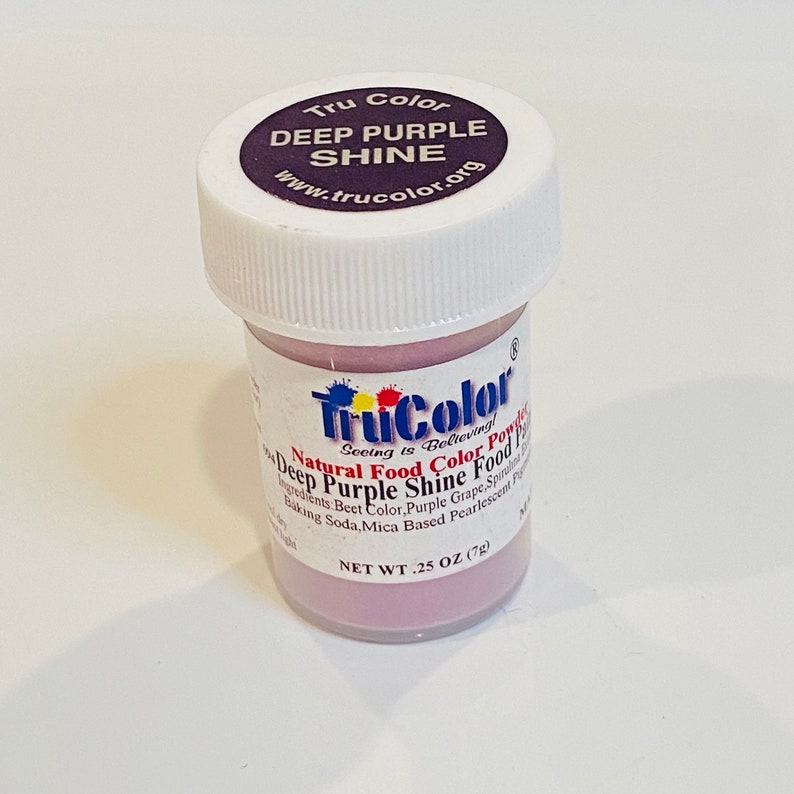 Tru Color
DEEP PURPLE
SHINE
www.trucolor.org
TruColor®
Seeing is Believing!
Natural Food Color Powder
Deep Purple Shine Food
Ingredients:Beet Color,Purple Grape,Spirulina
Baking Soda,Mica Based Pearlescent
NET WT .25 OZ (7g)
light